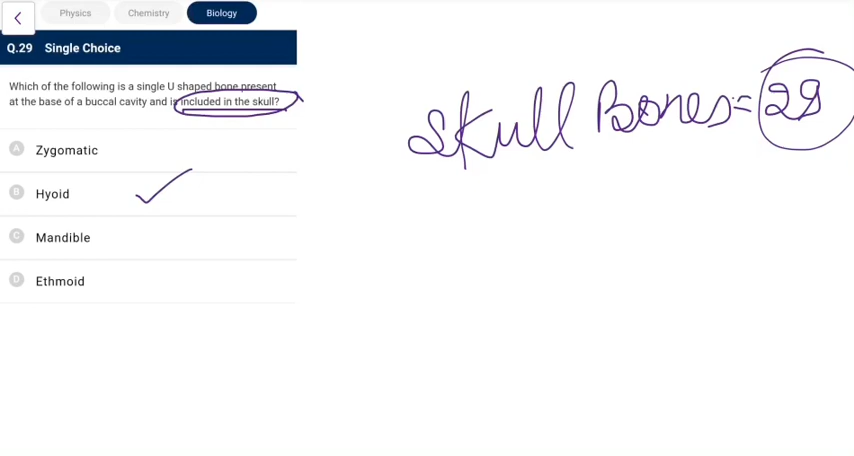 Physics Chemistry Biology
Q.29 Single Choice
Which of the following is a single U shaped bone present
at the base of a buccal cavity and is included in the skull?
A Zygomatic
B Hyoid
C Mandible
D Ethmoid
Skull Bones = 29